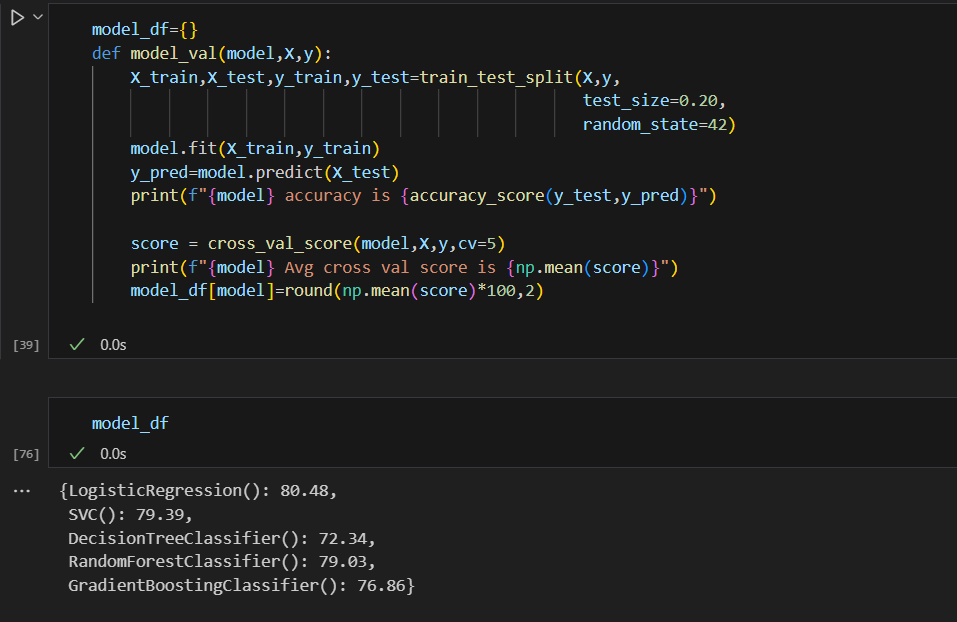 model_df={}
def model_val(model,X,y):
    X_train,X_test,y_train,y_test=train_test_split(X,y,
                                                   test_size=0.20,
                                                   random_state=42)
    model.fit(X_train,y_train)
    y_pred=model.predict(X_test)
    print(f"{model} accuracy is {accuracy_score(y_test,y_pred)}")
    score = cross_val_score(model,X,y,cv=5)
    print(f"{model} Avg cross val score is {np.mean(score)}")
    model_df[model]=round(np.mean(score)*100,2)
[39] ✓ 0.0s
model_df
[76] ✓ 0.0s
... {LogisticRegression(): 80.48,
 SVC(): 79.39,
 DecisionTreeClassifier(): 72.34,
 RandomForestClassifier(): 79.03,
 GradientBoostingClassifier(): 76.86}